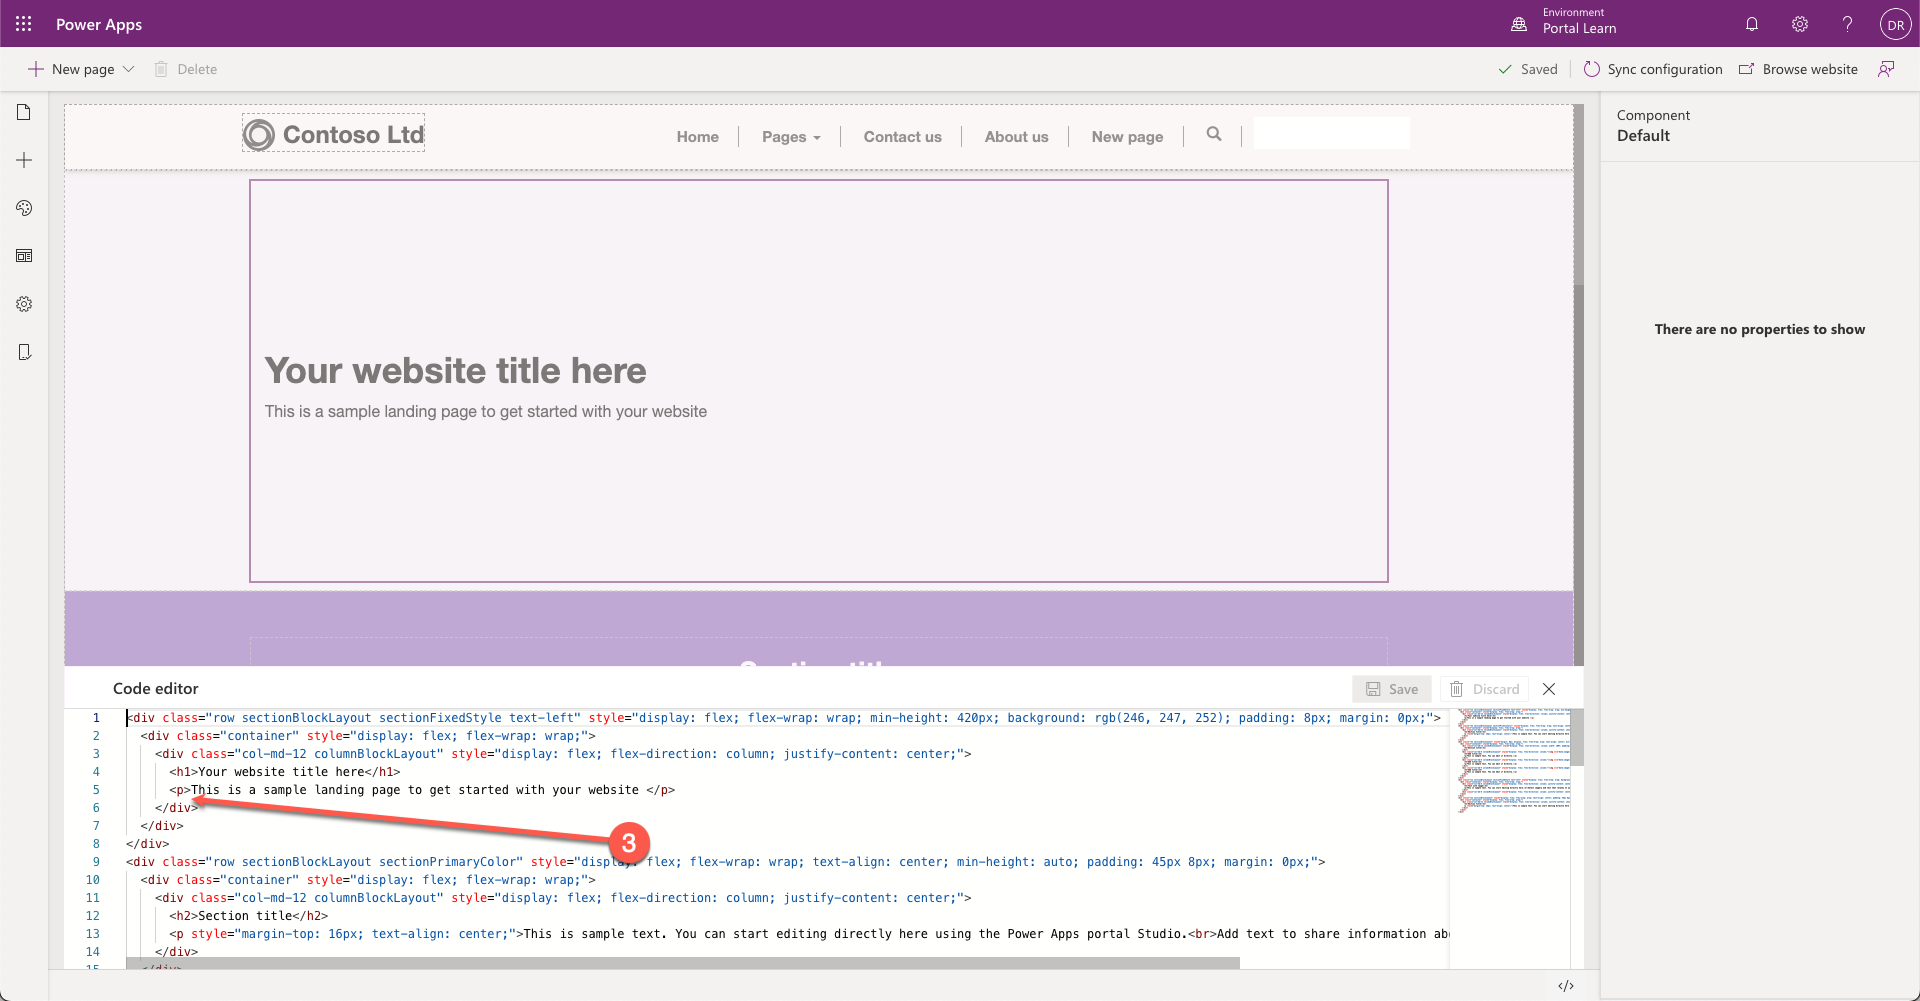 Power Apps
Environment
Portal Learn
DR
New page
Delete
Saved
Sync configuration
Browse website
Contoso Ltd
Home
Pages
Contact us
About us
New page
Component
Default
There are no properties to show
Your website title here
This is a sample landing page to get started with your website
Code editor
Save
Discard
1 <div class="row sectionBlockLayout sectionFixedStyle text-left" style="display: flex; flex-wrap: wrap; min-height: 420px; background: rgb(246, 247, 252); padding: 8px; margin: 0px;">
2 <div class="container" style="display: flex; flex-wrap: wrap;">
3 <div class="col-md-12 columnBlockLayout" style="display: flex; flex-direction: column; justify-content: center;">
4 <h1>Your website title here</h1>
5 <p>This is a sample landing page to get started with your website </p>
6 </div>
7 </div>
8 </div>
3
9 <div class="row sectionBlockLayout sectionPrimaryColor" style="display: flex; flex-wrap: wrap; text-align: center; min-height: auto; padding: 45px 8px; margin: 0px;">
10 <div class="container" style="display: flex; flex-wrap: wrap;">
11 <div class="col-md-12 columnBlockLayout" style="display: flex; flex-direction: column; justify-content: center;">
12 <h2>Section title</h2>
13 <p style="margin-top: 16px; text-align: center;">This is sample text. You can start editing directly here using the Power Apps portal Studio.<br>Add text to share information abo
14 </div>
15 </div>